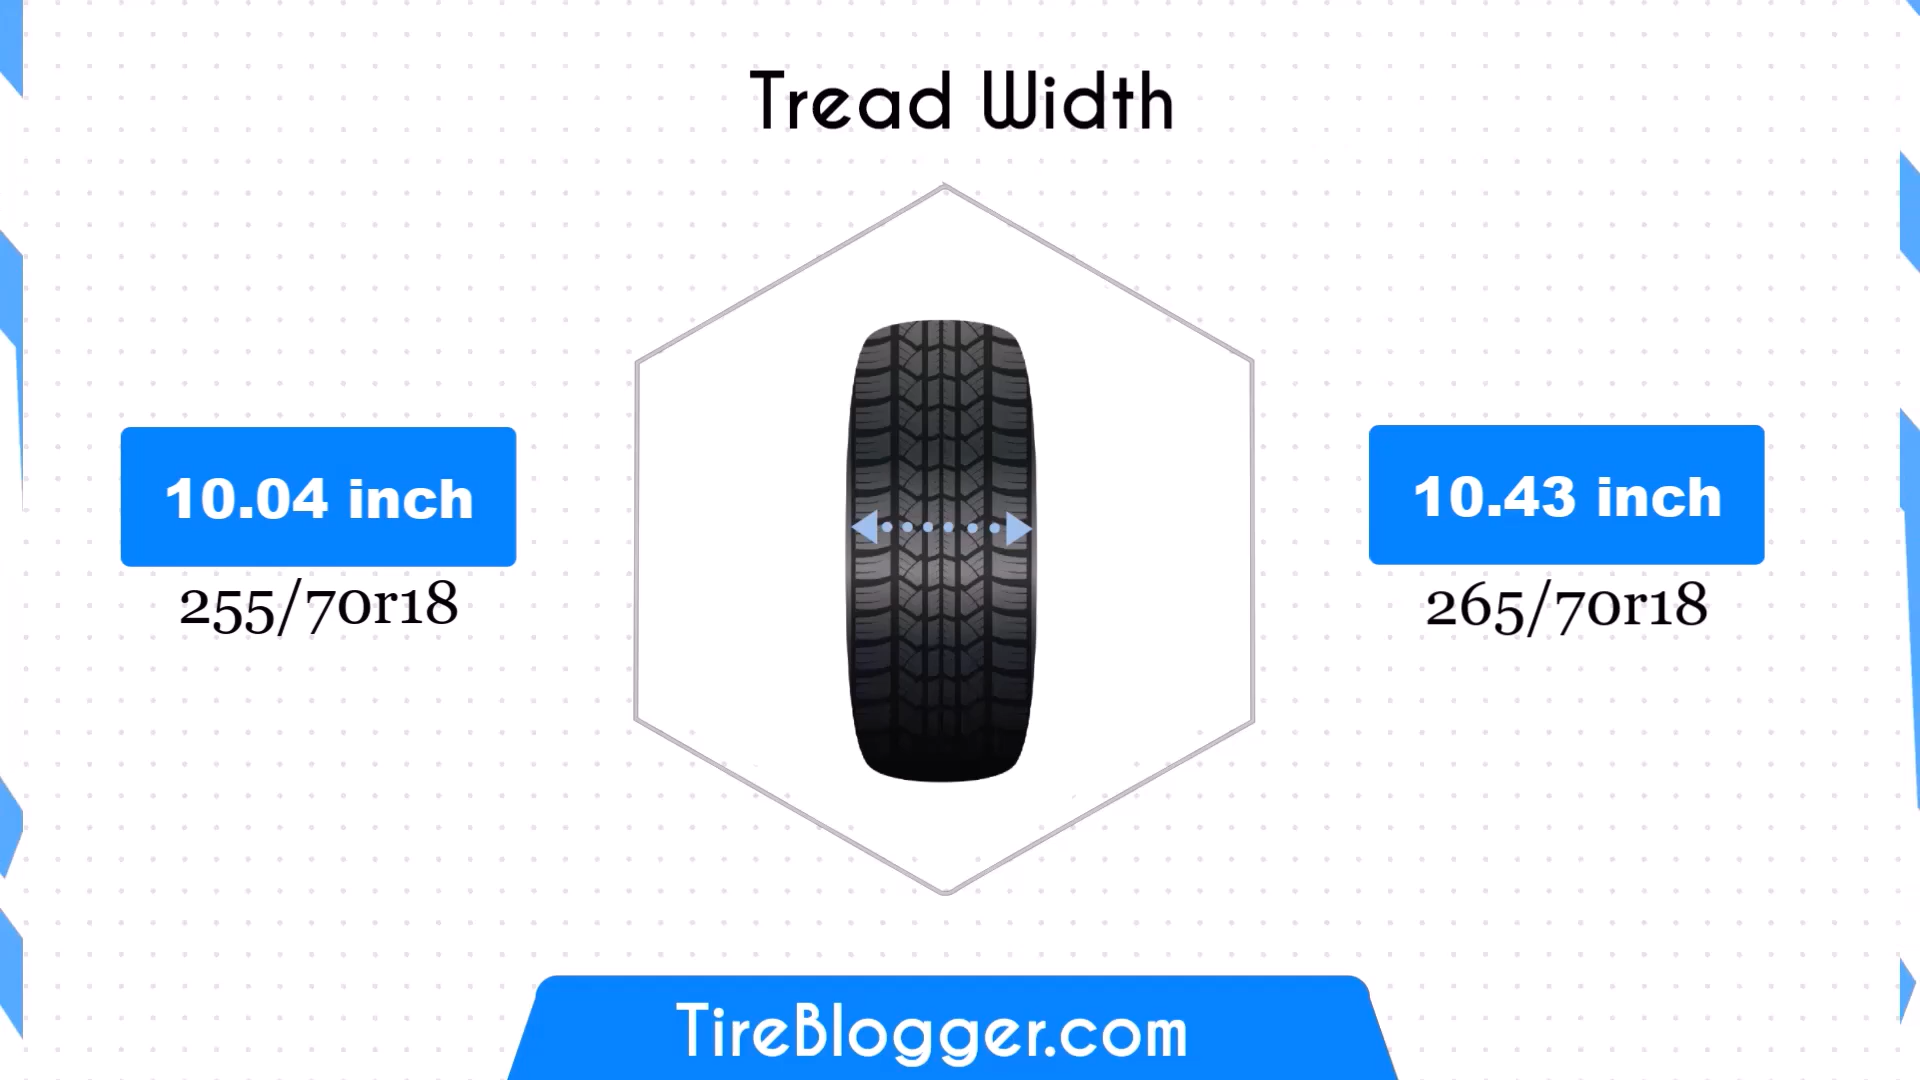 Tread Width
10.04 inch
255/70r18
10.43 inch
265/70r18
TireBlogger.com